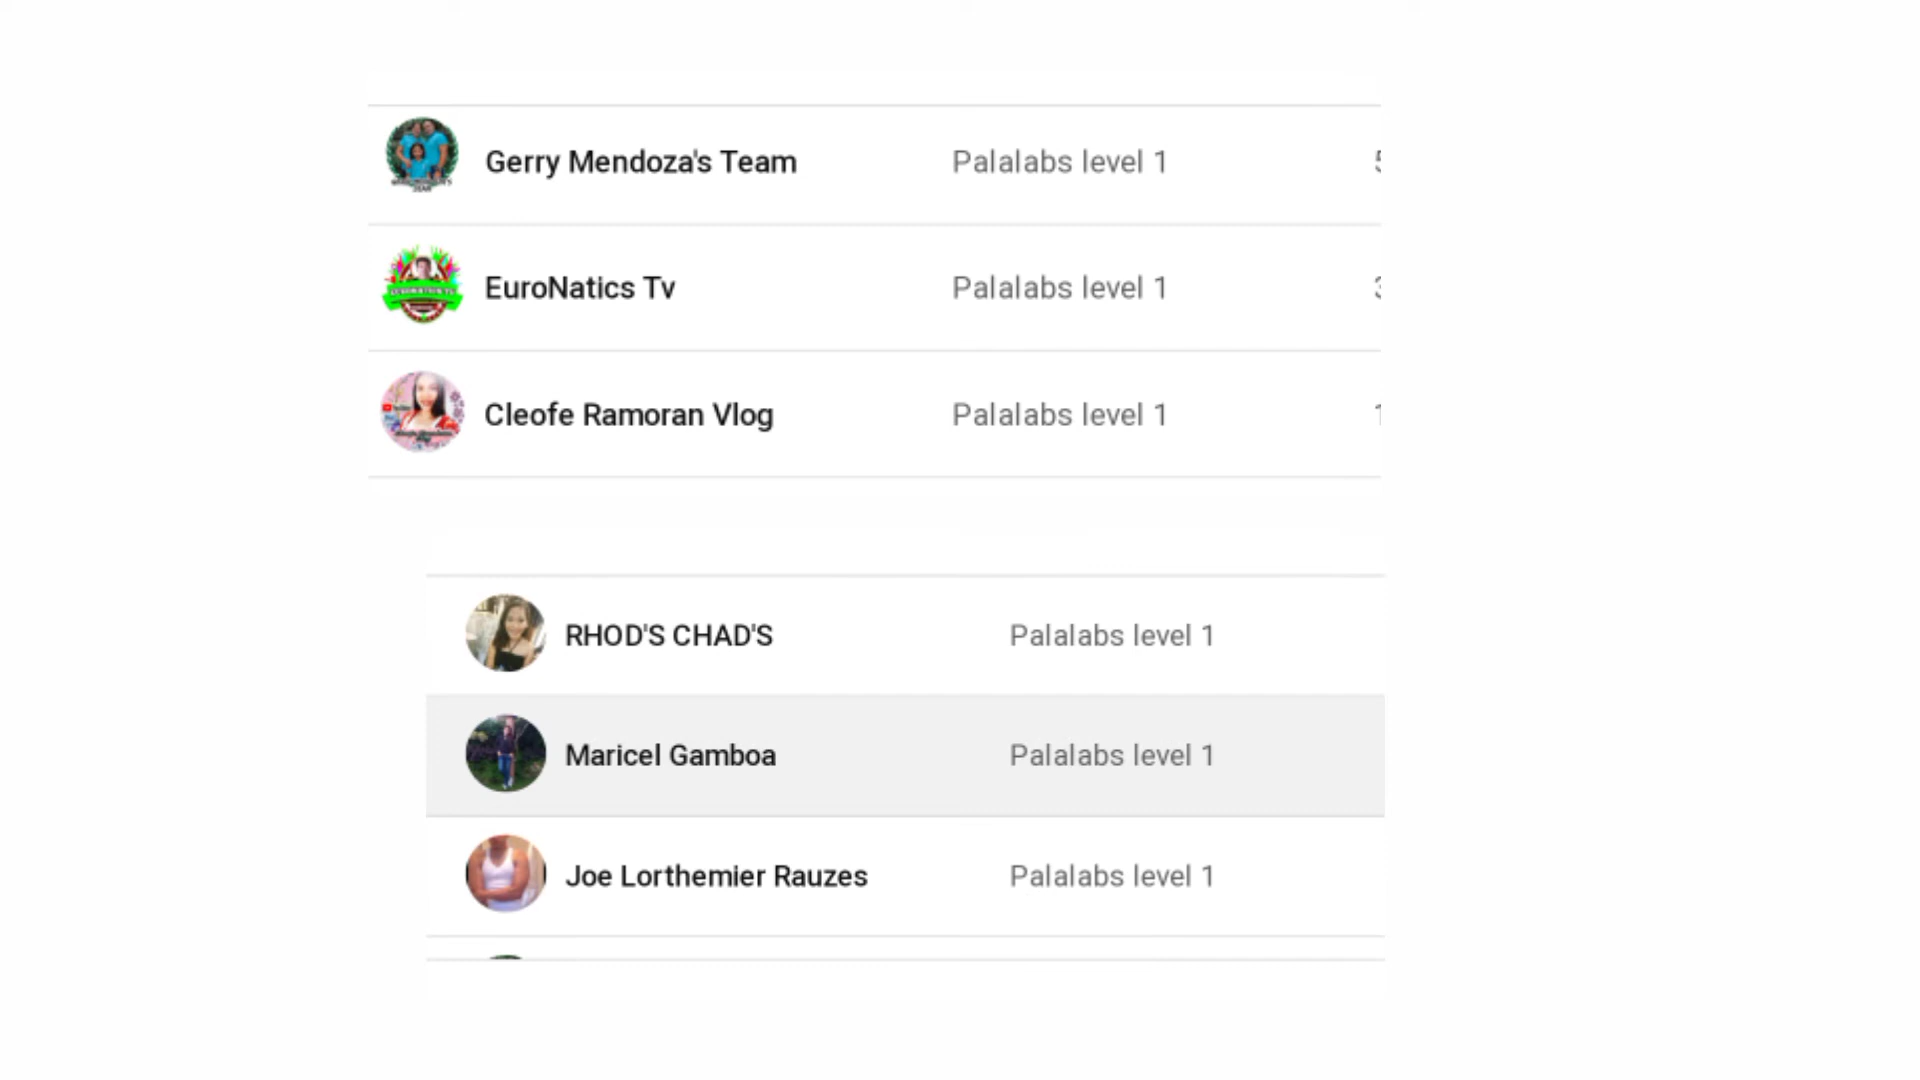 Gerry Mendoza's Team Palalabs level 1
EuroNatics Tv Palalabs level 1
Cleofe Ramoran Vlog Palalabs level 1
RHOD'S CHAD'S Palalabs level 1
Maricel Gamboa Palalabs level 1
Joe Lorthemier Rauzes Palalabs level 1